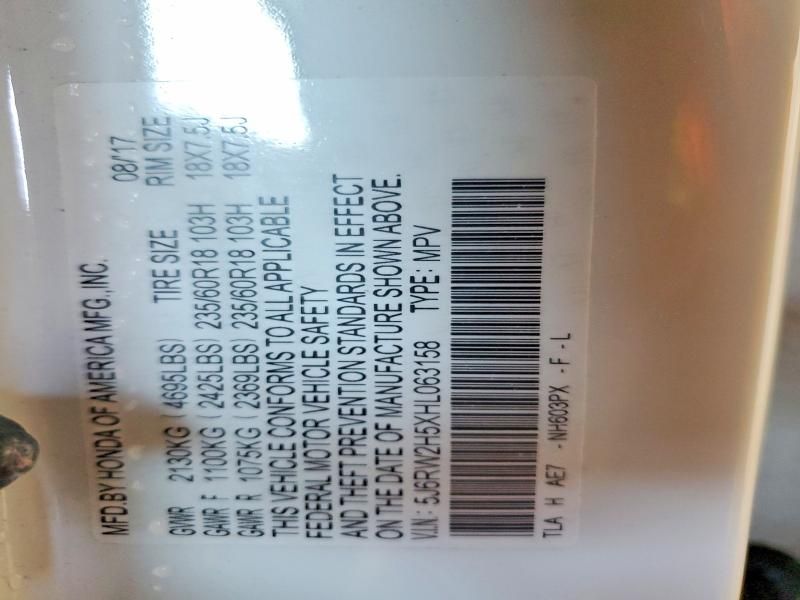 MFD.BY HONDA OF AMERICA MFG.,INC. 08/17
GVWR 2130KG ( 4695LBS) TIRE SIZE RIM SIZE
GAWR F 1100KG ( 2425LBS) 235/60R18 103H 18X7.5J
GAWR R 1075KG ( 2369LBS) 235/60R18 103H 18X7.5J
THIS VEHICLE CONFORMS TO ALL APPLICABLE
FEDERAL MOTOR VEHICLE SAFETY
AND THEFT PREVENTION STANDARDS IN EFFECT
ON THE DATE OF MANUFACTURE SHOWN ABOVE.
V.I.N : 5J6RW2H5XHL063158 TYPE: MPV
TLA H AE7 -NH603PX -F -L